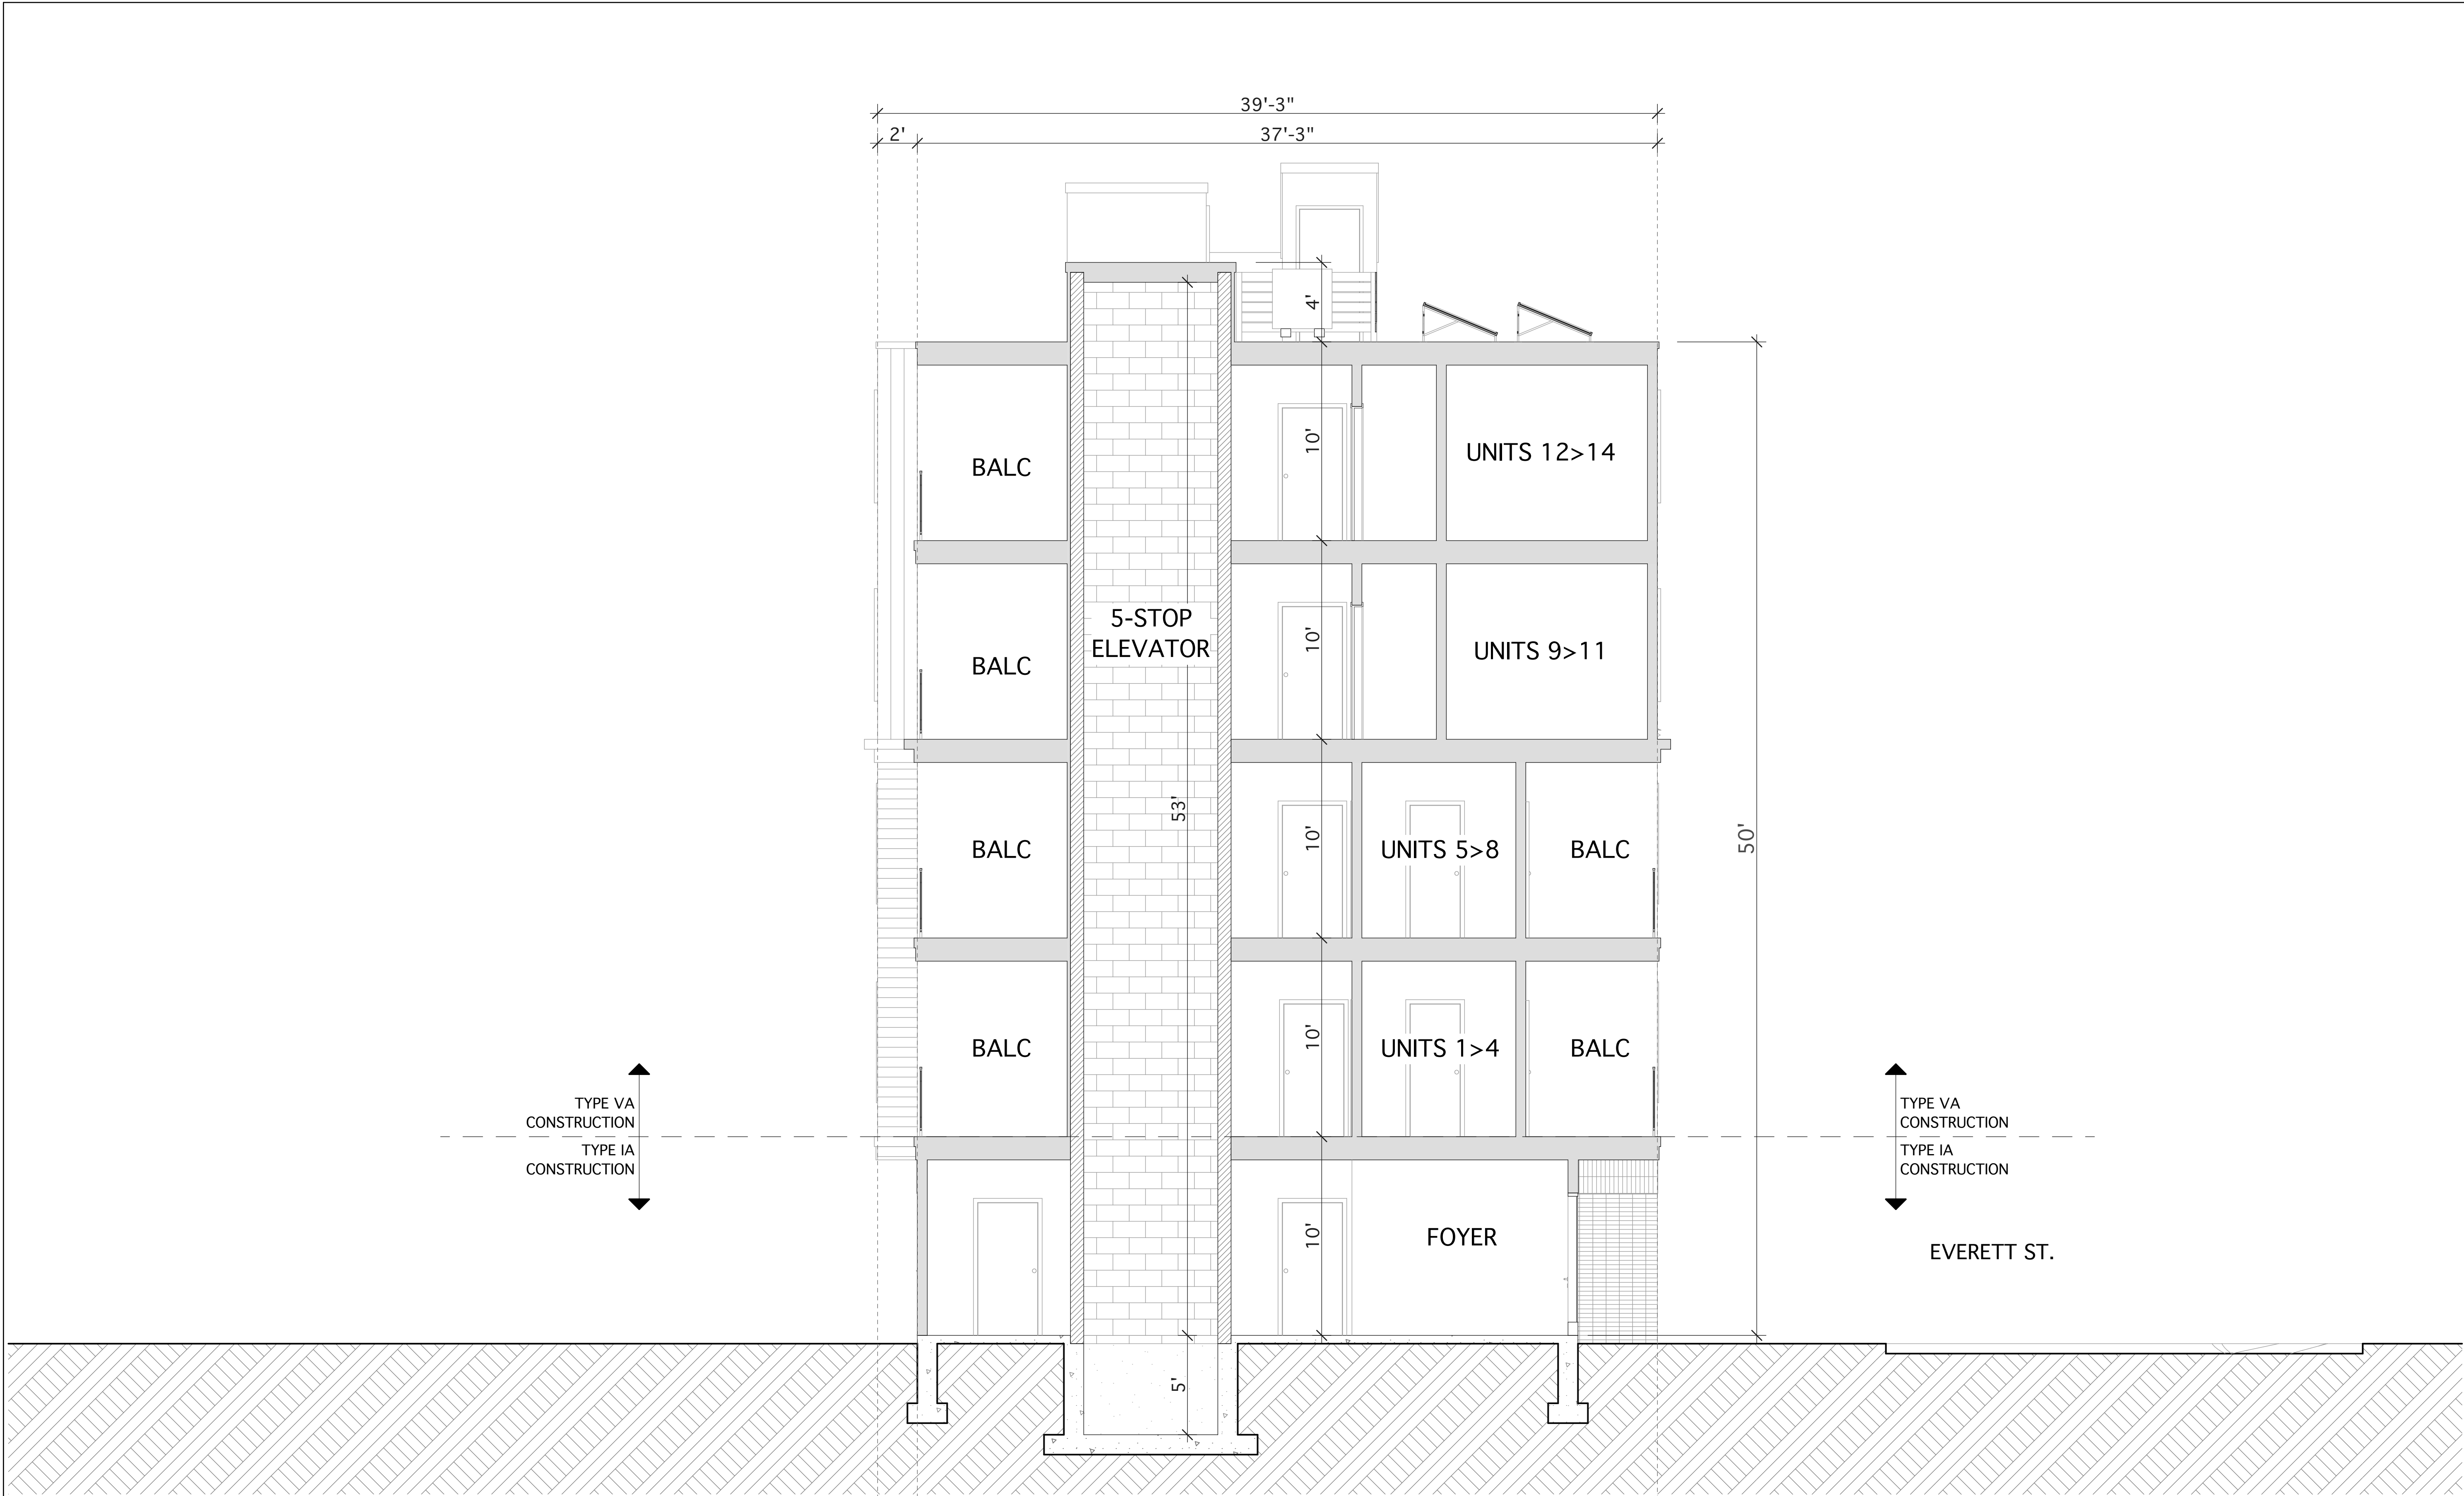 39'-3"
2'
37'-3"
4'
10'
BALC
UNITS 12>14
5-STOP
ELEVATOR
10'
BALC
UNITS 9>11
53'
10'
BALC
UNITS 5>8
BALC
50'
10'
BALC
UNITS 1>4
BALC
TYPE VA
CONSTRUCTION
TYPE IA
CONSTRUCTION
TYPE VA
CONSTRUCTION
TYPE IA
CONSTRUCTION
10'
FOYER
EVERETT ST.
5'